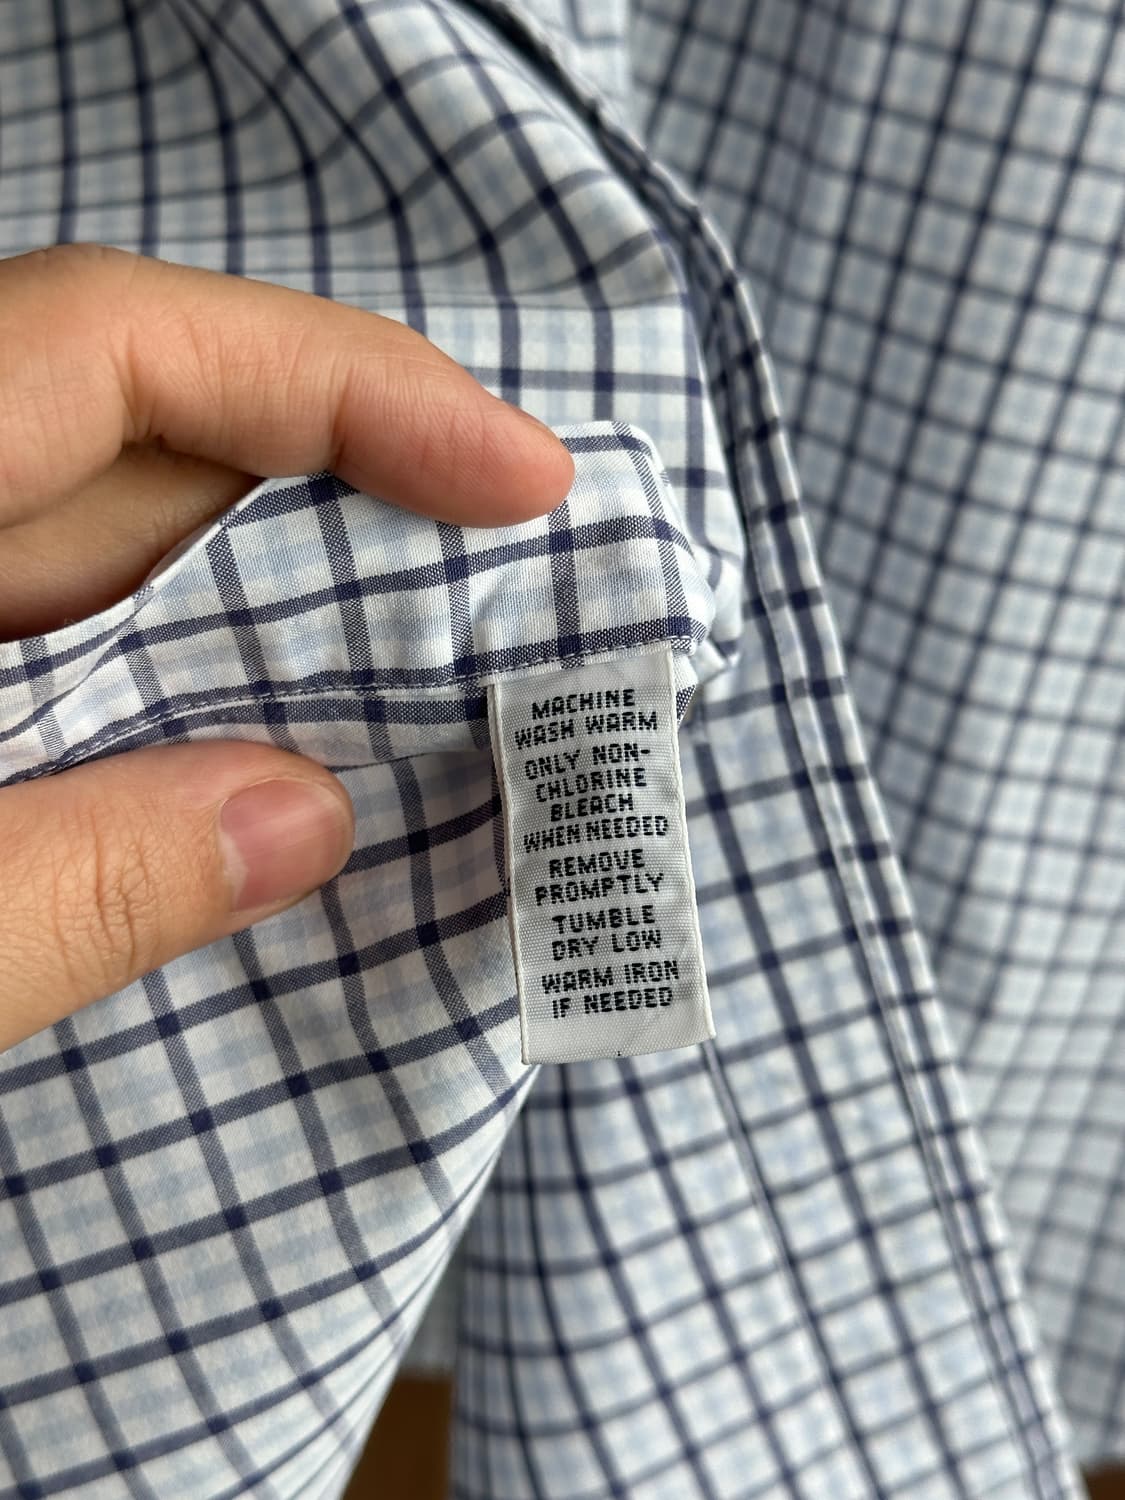 MACHINE
WASH WARM
ONLY NON-
CHLORINE
BLEACH
WHEN NEEDED
REMOVE
PROMPTLY
TUMBLE
DRY LOW
WARM IRON
IF NEEDED